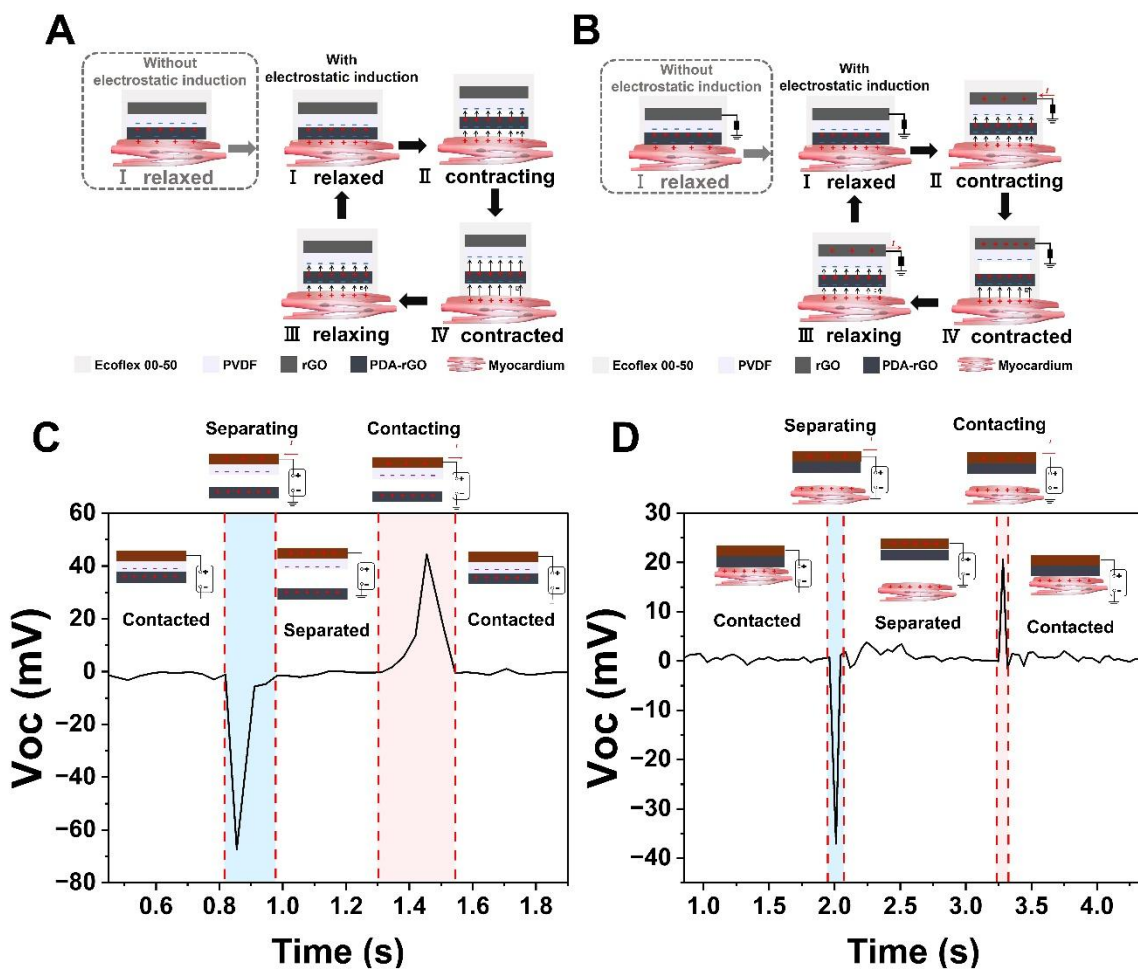 A
Without
electrostatic induction
With
electrostatic induction
Ⅰ relaxed
Ⅰ relaxed
Ⅱ contracting
Ⅲ relaxing
Ⅳ contracted
Ecoflex 00-50
PVDF
rGO
PDA-rGO
Myocardium
B
Without
electrostatic induction
With
electrostatic induction
I
Ⅰ relaxed
Ⅰ relaxed
Ⅱ contracting
I
Ⅲ relaxing
Ⅳ contracted
Ecoflex 00-50
PVDF
rGO
PDA-rGO
Myocardium
C
Separating
Contacting
Contacted
Separated
Contacted
60
40
20
0
−20
−40
−60
−80
Voc (mV)
0.6
0.8
1.0
1.2
1.4
1.6
1.8
Time (s)
D
Separating
Contacting
Contacted
Separated
Contacted
30
20
10
0
−10
−20
−30
−40
Voc (mV)
1.0
1.5
2.0
2.5
3.0
3.5
4.0
Time (s)